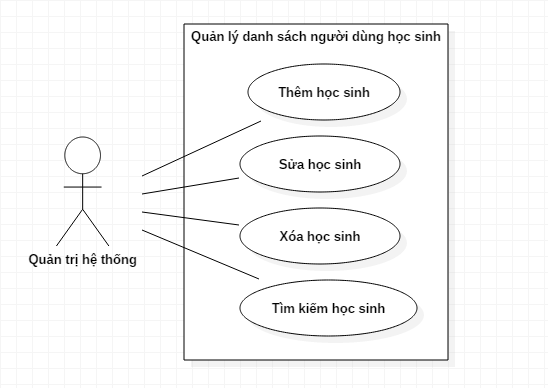 Quản lý danh sách người dùng học sinh
Thêm học sinh
Sửa học sinh
Xóa học sinh
Quản trị hệ thống
Tìm kiếm học sinh